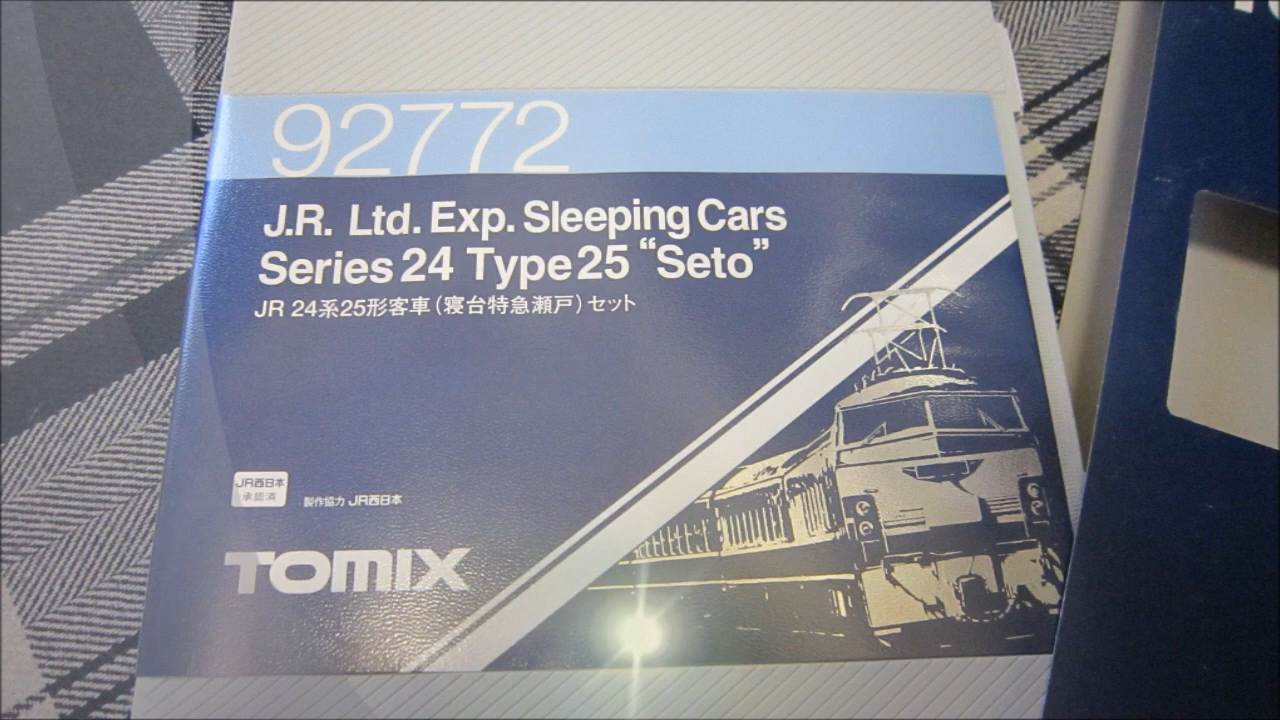 92772
J.R. Ltd. Exp. Sleeping Cars
Series 24 Type 25 “Seto”
JR 24系25形客車（寝台特急瀬戸）セット
JR西日本
承認済
製作協力 JR西日本
TOMIX